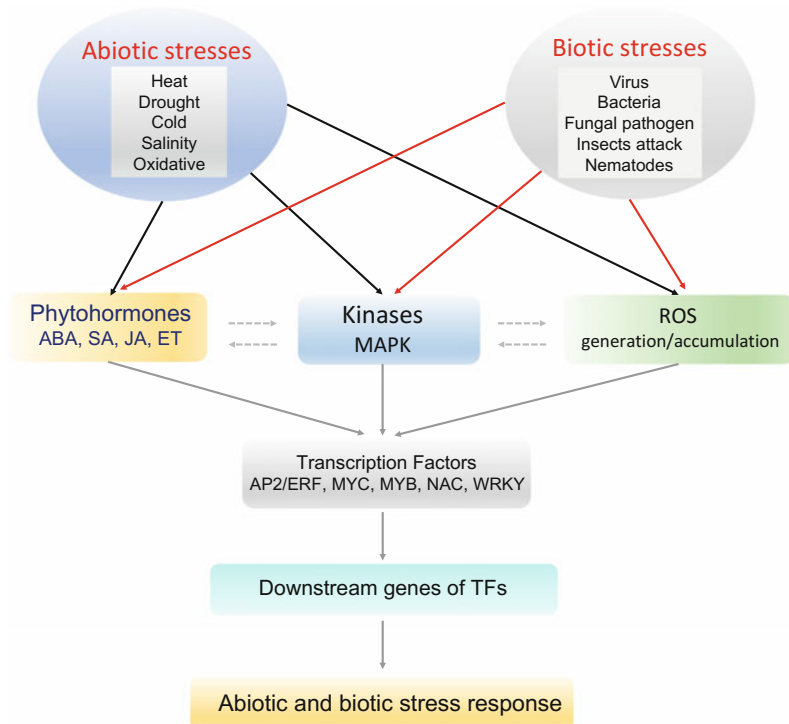 Abiotic stresses
Heat
Drought
Cold
Salinity
Oxidative
Biotic stresses
Virus
Bacteria
Fungal pathogen
Insects attack
Nematodes
Phytohormones
ABA, SA, JA, ET
Kinases
MAPK
ROS
generation/accumulation
Transcription Factors
AP2/ERF, MYC, MYB, NAC, WRKY
Downstream genes of TFs
Abiotic and biotic stress response